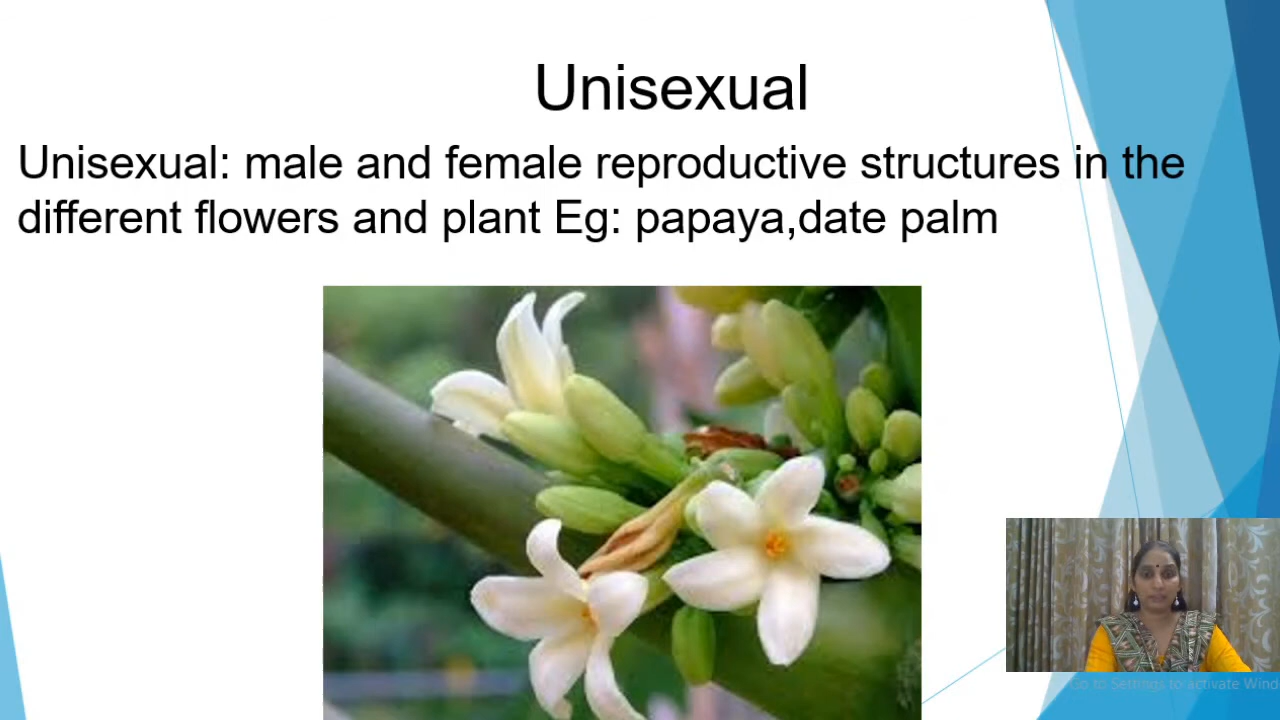 Unisexual
Unisexual: male and female reproductive structures in the
different flowers and plant Eg: papaya,date palm
Go to Settings to activate Wind